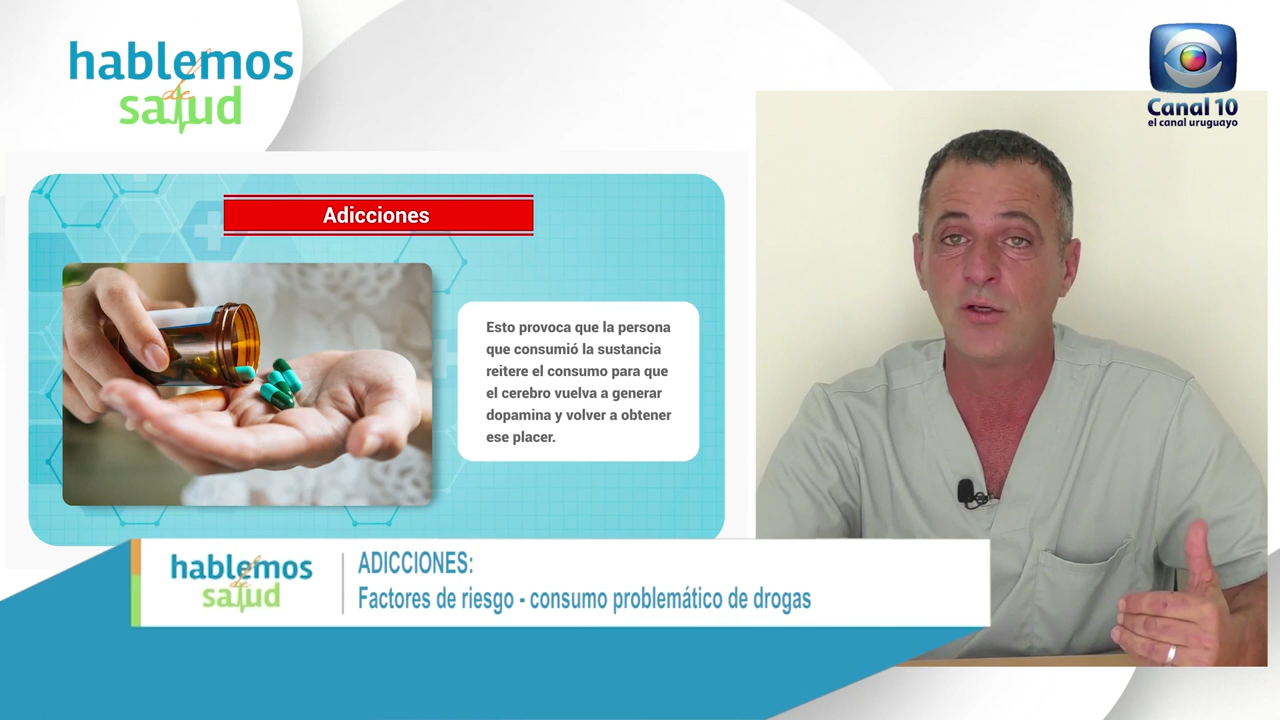 hablemos
de
salud
Canal 10
el canal uruguayo
Adicciones
Esto provoca que la persona
que consumió la sustancia
reitere el consumo para que
el cerebro vuelva a generar
dopamina y volver a obtener
ese placer.
hablemos
de
salud
ADICCIONES:
Factores de riesgo - consumo problemático de drogas